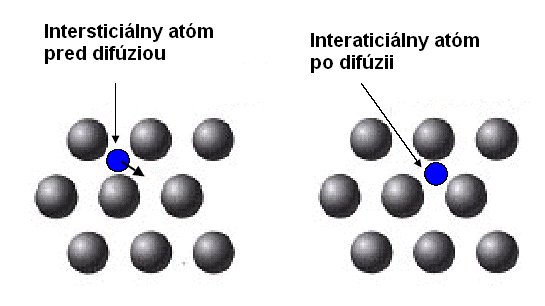 Intersticiálny atóm
pred difúziou
Interaticiálny atóm
po difúzii